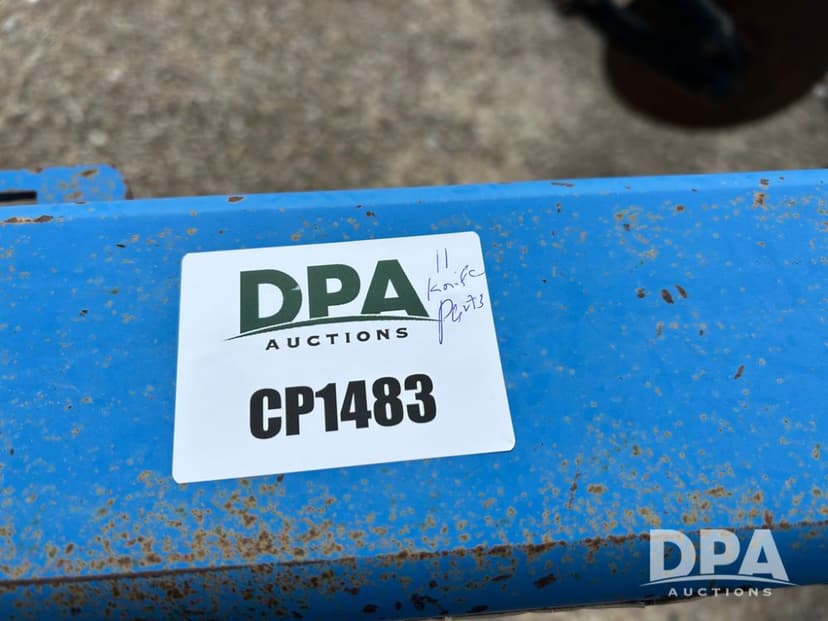 DPA
AUCTIONS
11
Knife
Parts
CP1483
DPA
AUCTIONS